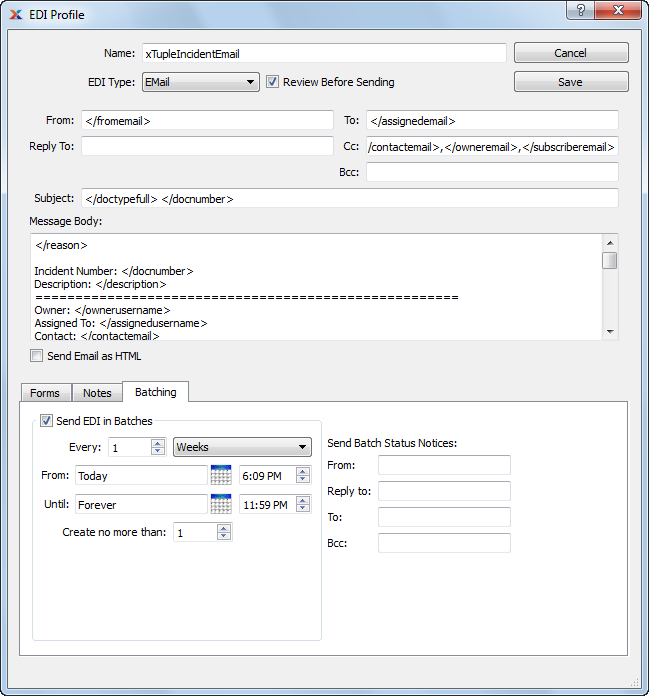 EDI Profile
Name: xTupleIncidentEmail Cancel
EDI Type: EMail Review Before Sending Save
From: </fromemail> To: </assignedemail>
Reply To: Cc: /contactemail>,</owneremail>,</subscriberemail>
Bcc:
Subject: </doctypefull> </docnumber>
Message Body:
</reason>
Incident Number: </docnumber>
Description: </description>
=====================================================
Owner: </ownerusername>
Assigned To: </assignedusername>
Contact: </contactemail>
Send Email as HTML
Forms Notes Batching
Send EDI in Batches
Every: 1 Weeks
From: Today 6:09 PM
Until: Forever 11:59 PM
Create no more than: 1
Send Batch Status Notices:
From:
Reply to:
To:
Bcc: